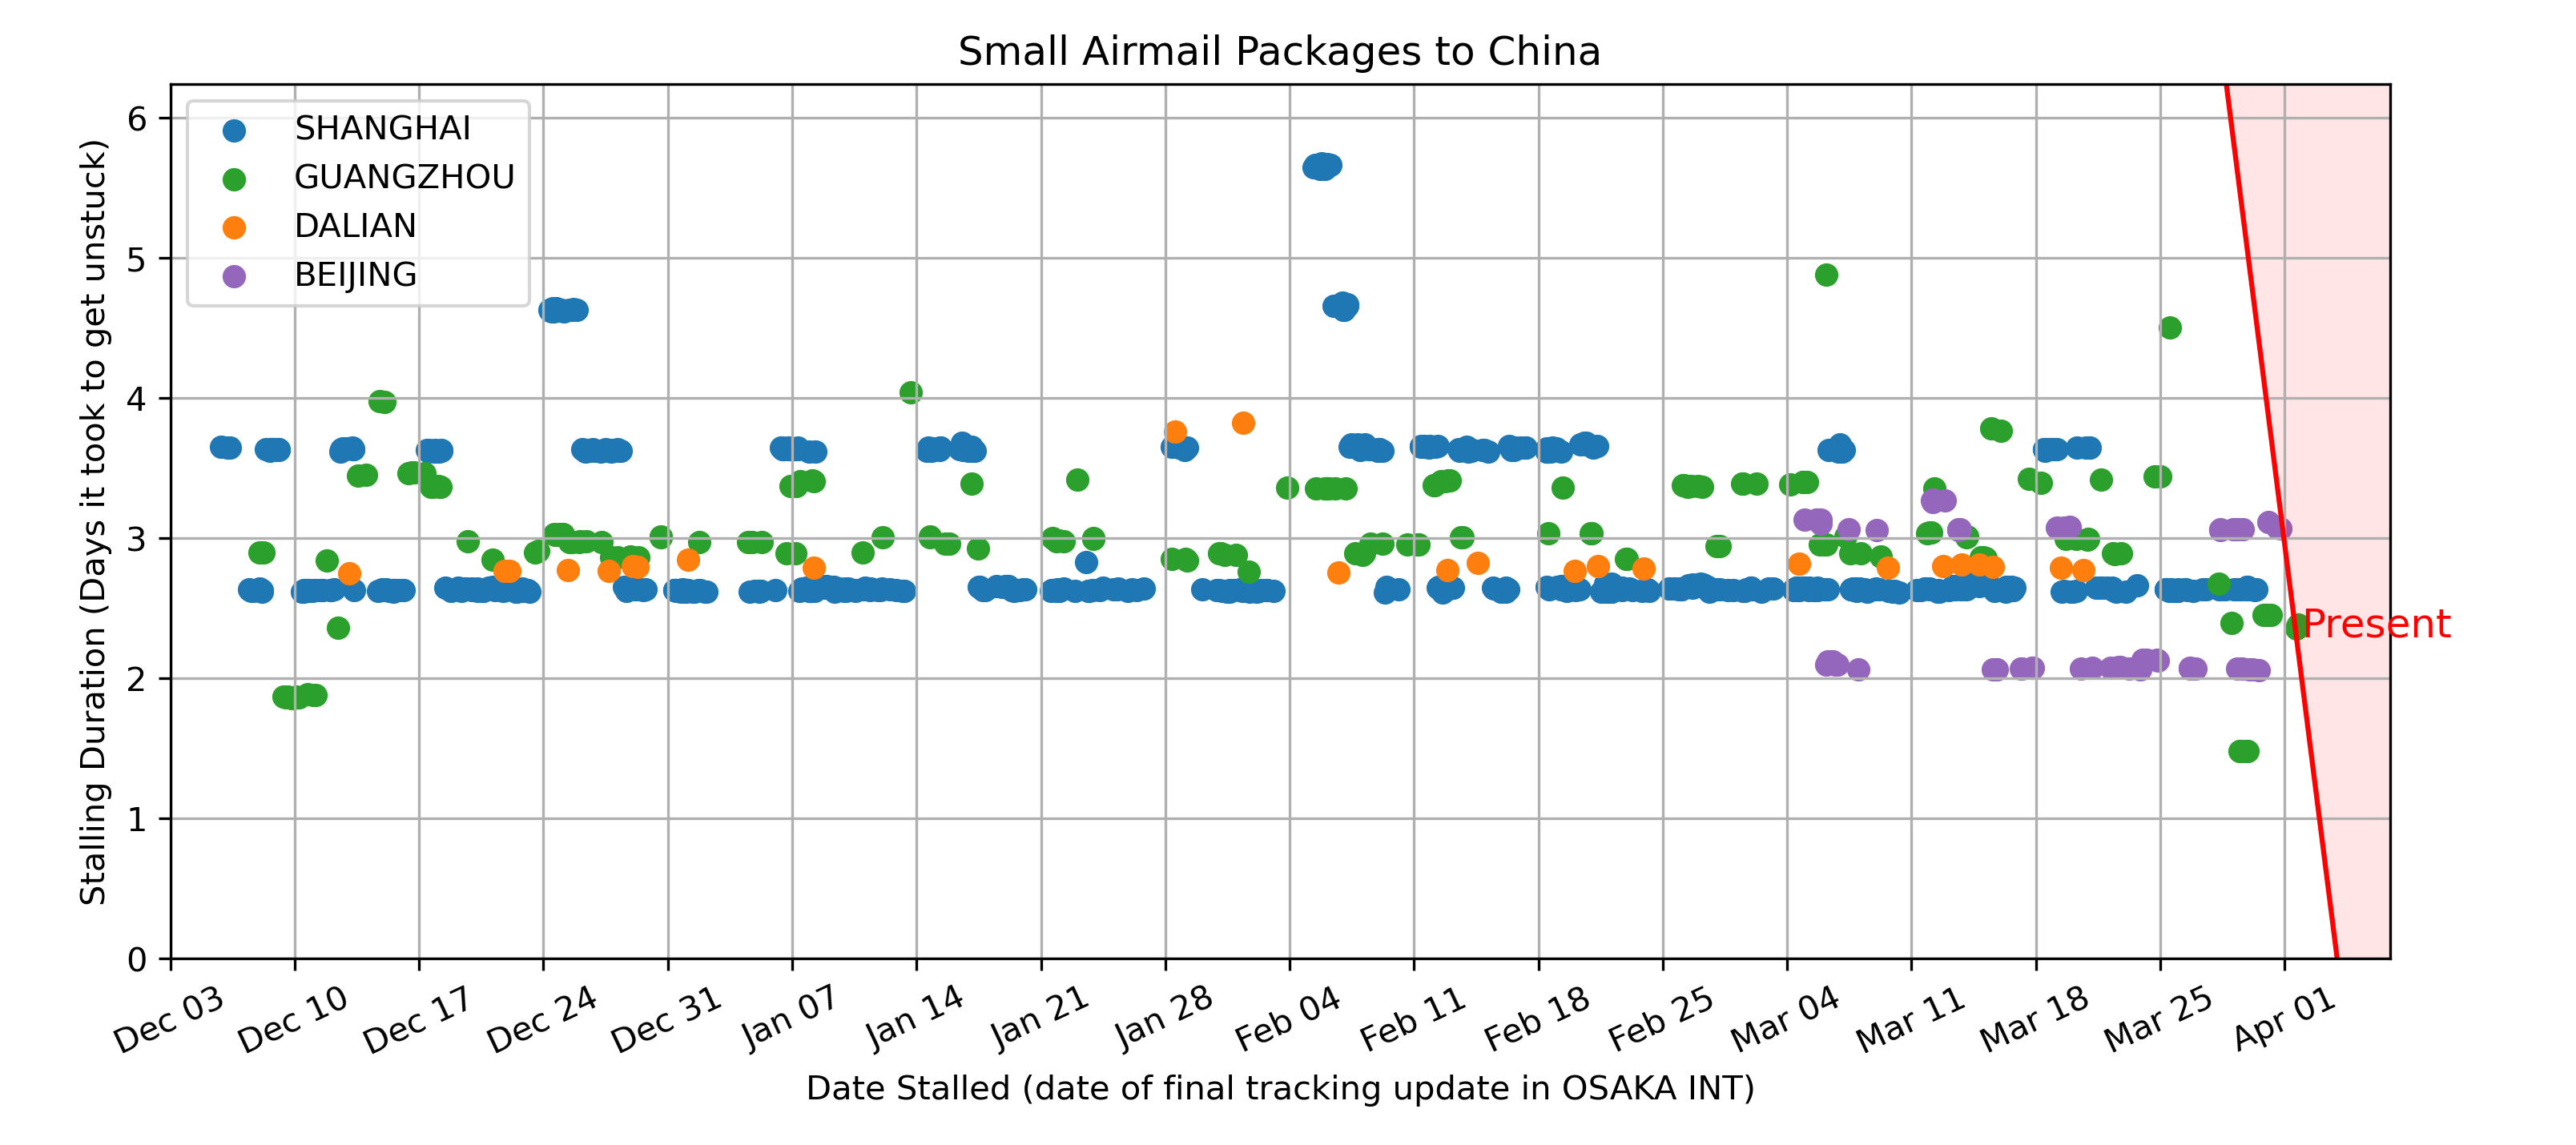 Small Airmail Packages to China
SHANGHAI
GUANGZHOU
DALIAN
BEIJING
Stalling Duration (Days it took to get unstuck)
6
5
4
3
2
1
0
Present
Dec 03
Dec 10
Dec 17
Dec 24
Dec 31
Jan 07
Jan 14
Jan 21
Jan 28
Feb 04
Feb 11
Feb 18
Feb 25
Mar 04
Mar 11
Mar 18
Mar 25
Apr 01
Date Stalled (date of final tracking update in OSAKA INT)